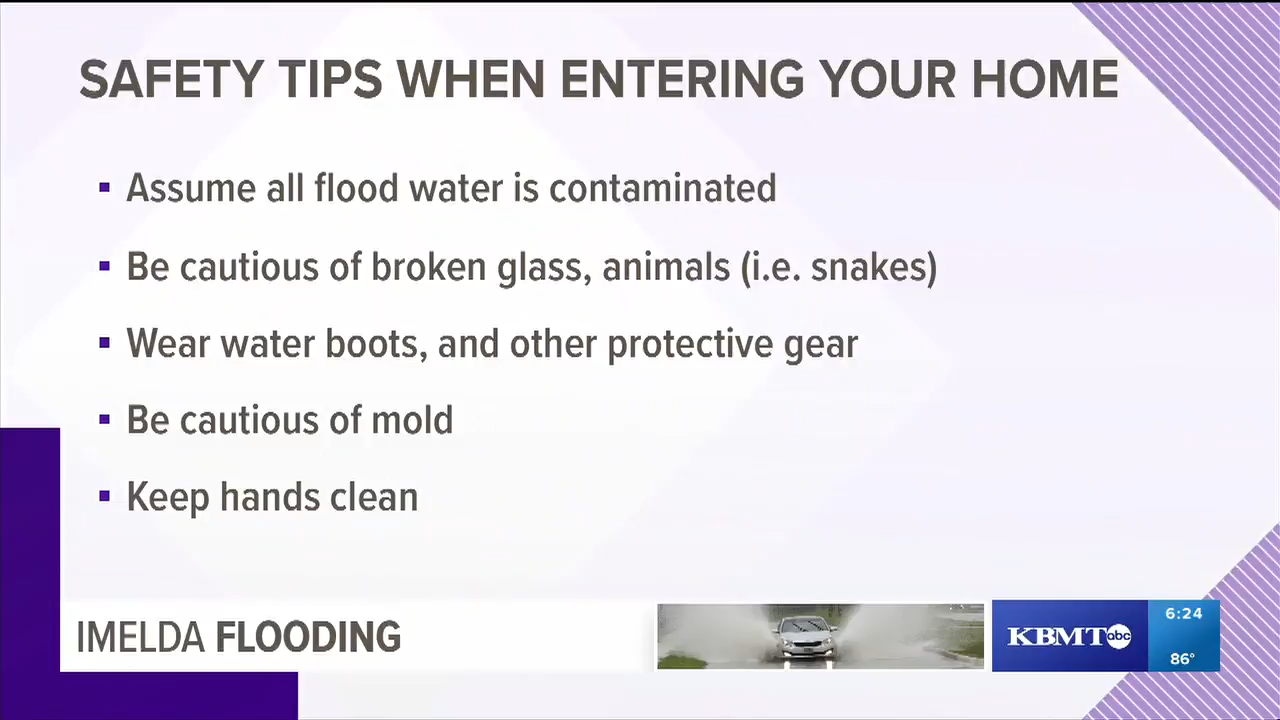 SAFETY TIPS WHEN ENTERING YOUR HOME
Assume all flood water is contaminated
Be cautious of broken glass, animals (i.e. snakes)
Wear water boots, and other protective gear
Be cautious of mold
Keep hands clean
IMELDA FLOODING
KBMT abc
6:24
86°